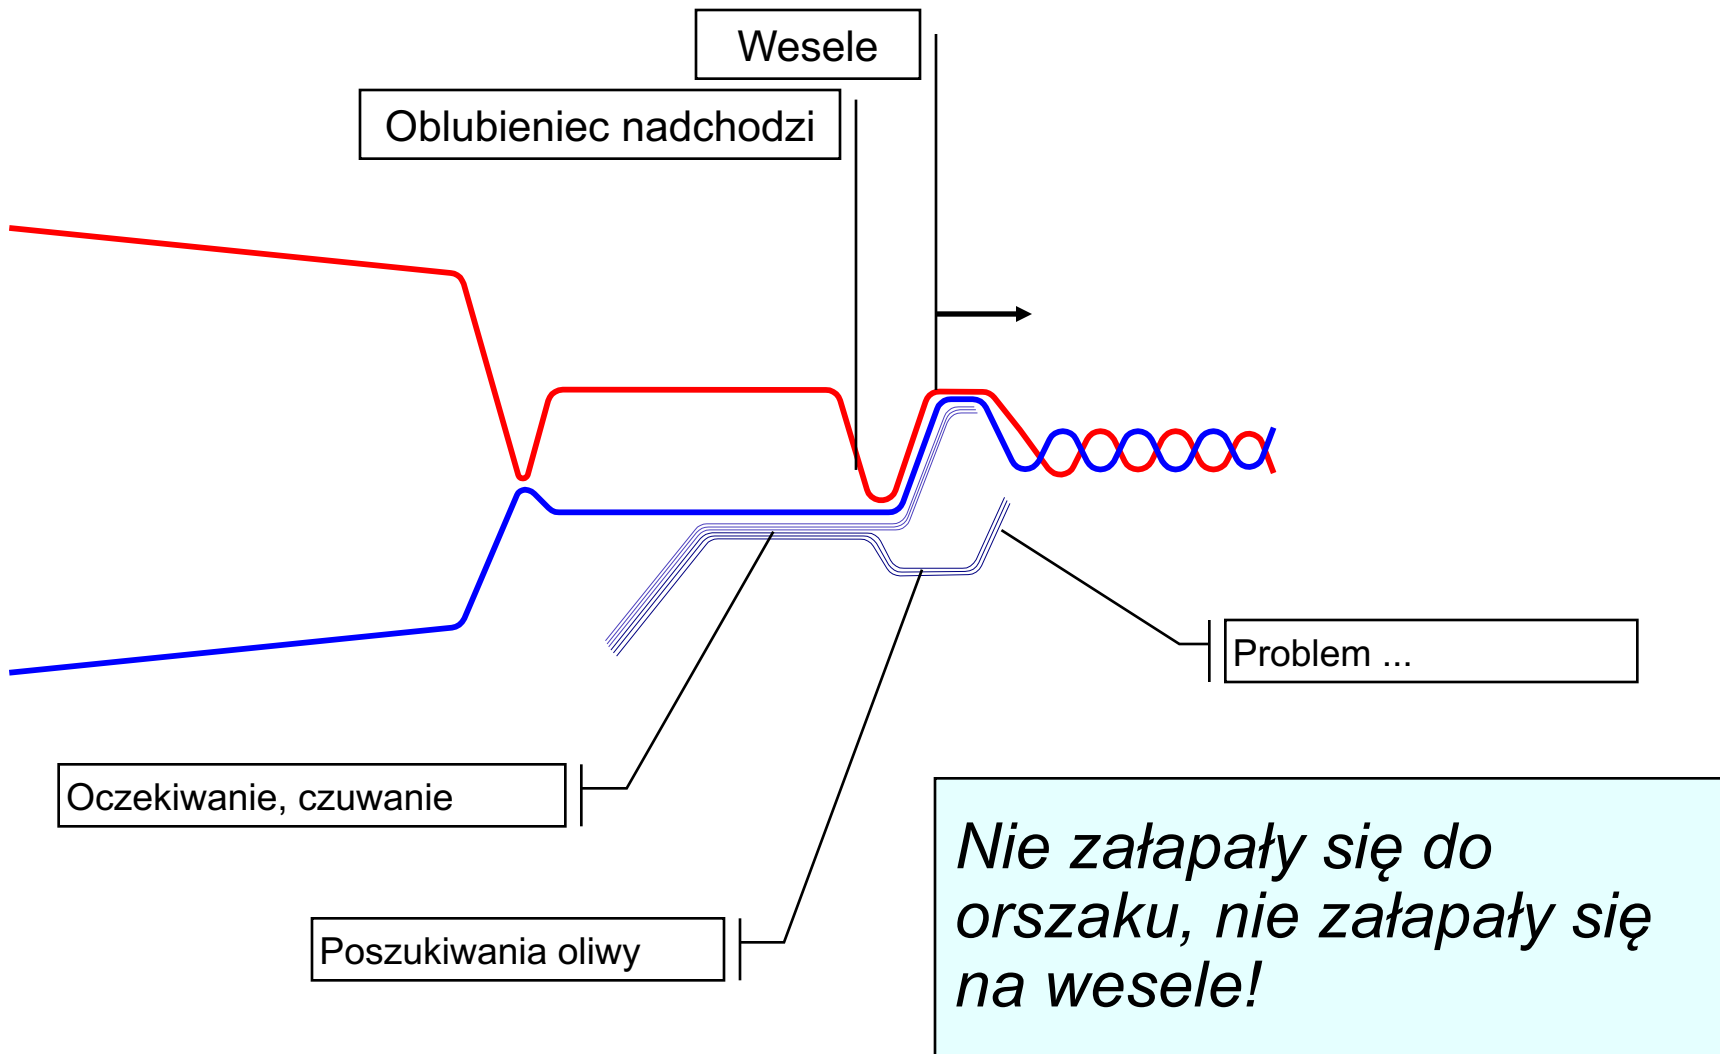 Wesele
Oblubieniec nadchodzi
Problem ...
Oczekiwanie, czuwanie
Poszukiwania oliwy
Nie załapały się do
orszaku, nie załapały się
na wesele!